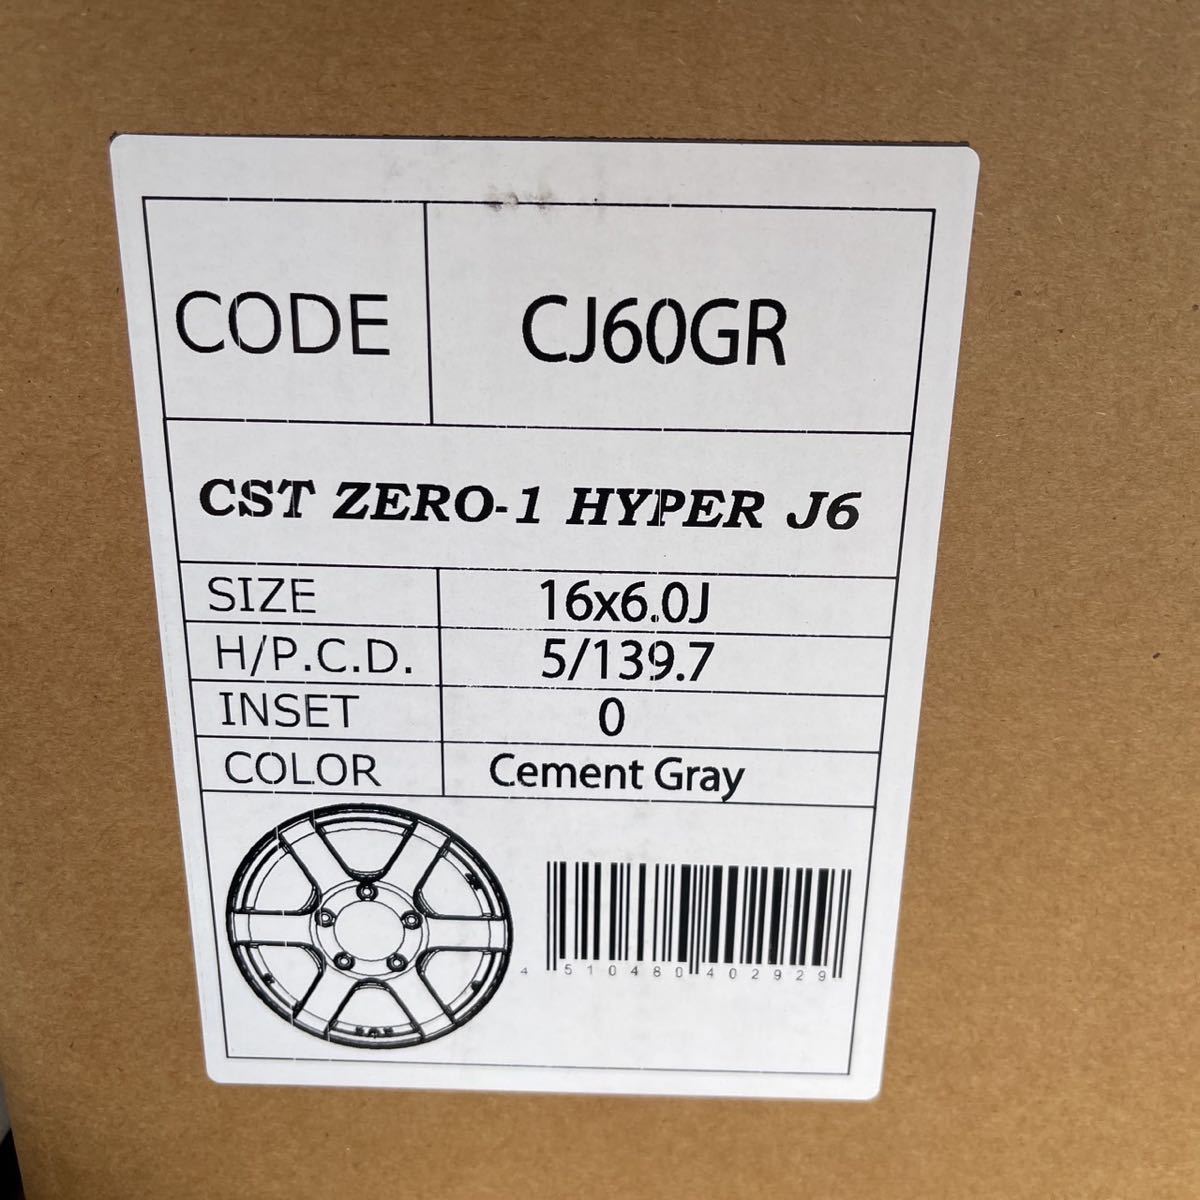 CODE CJ60GR
CST ZERO-1 HYPER J6
SIZE 16x6.0J
H/P.C.D. 5/139.7
INSET 0
COLOR Cement Gray
4 510480 402929